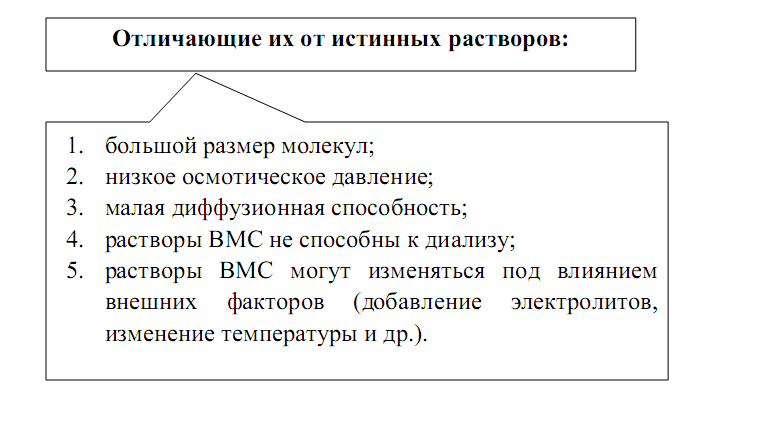 Отличающие их от истинных растворов:
1. большой размер молекул;
2. низкое осмотическое давление;
3. малая диффузионная способность;
4. растворы ВМС не способны к диализу;
5. растворы ВМС могут изменяться под влиянием
внешних факторов (добавление электролитов,
изменение температуры и др.).